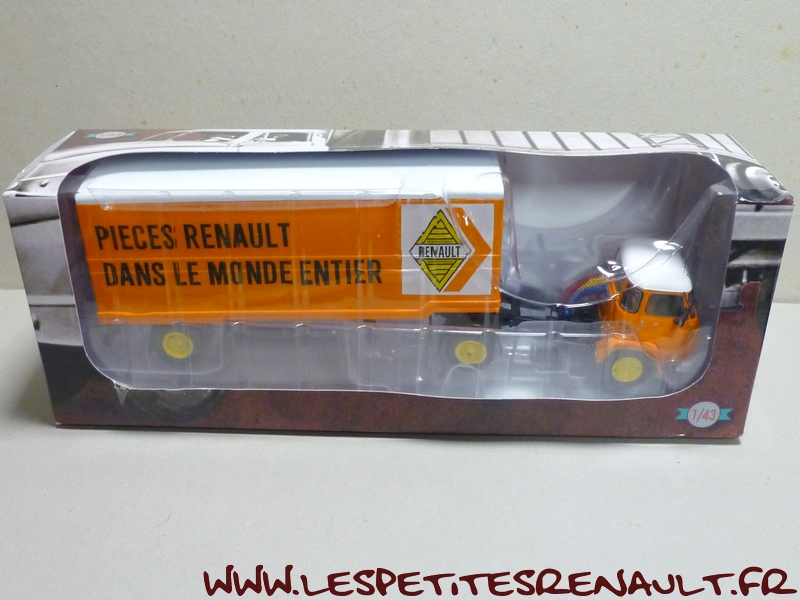 PIECES RENAULT
DANS LE MONDE ENTIER
RENAULT
1/43
WWW.LESPETITESRENAULT.FR